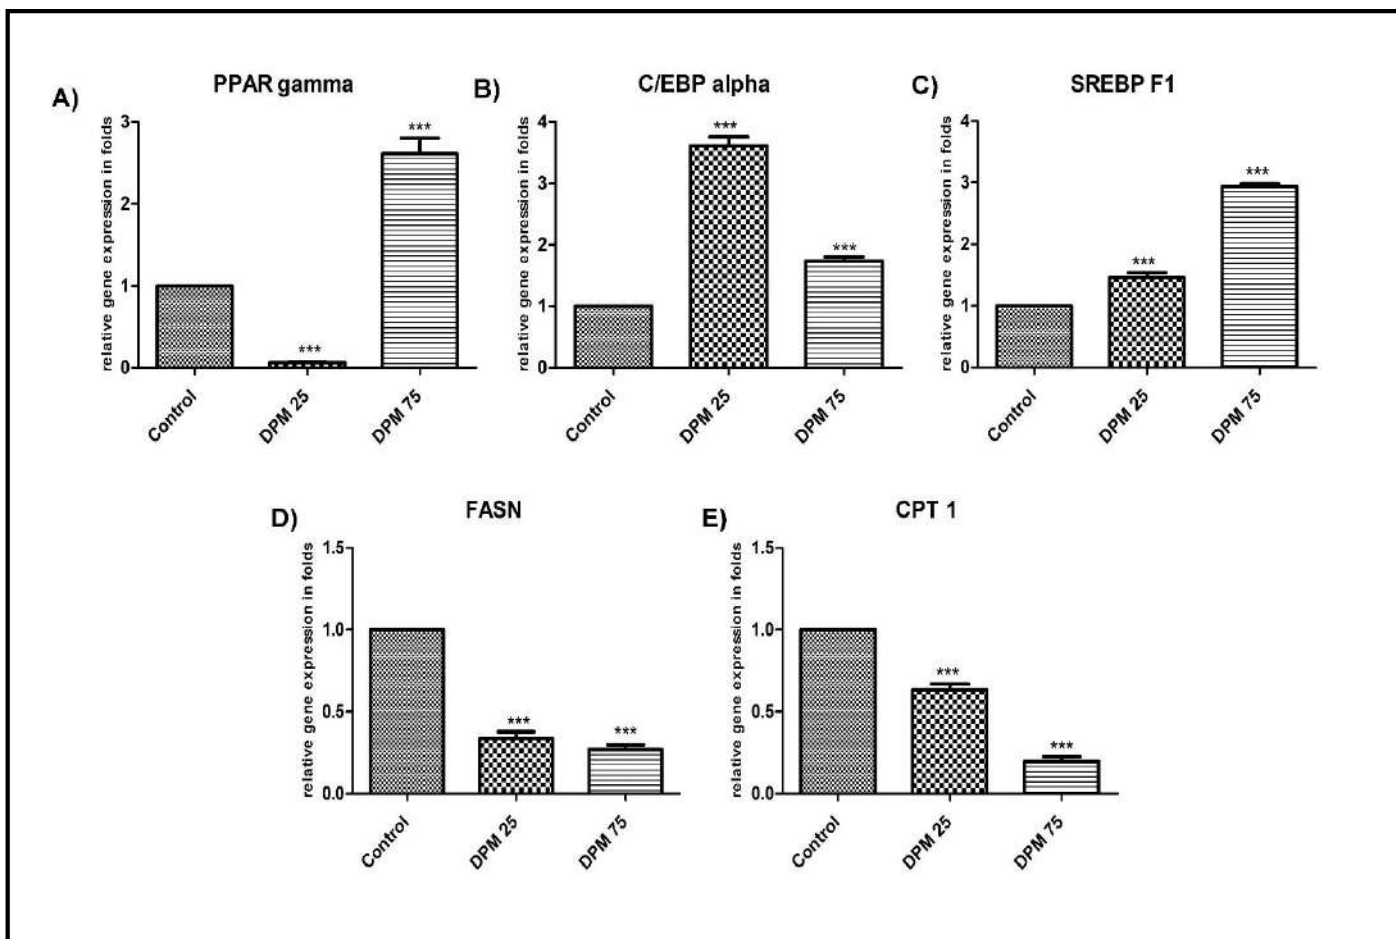 A)
PPAR gamma
relative gene expression in folds
3
2
1
0
***
***
Control
DPM 25
DPM 75
B)
C/EBP alpha
relative gene expression in folds
4
3
2
1
0
***
***
Control
DPM 25
DPM 75
C)
SREBP F1
relative gene expression in folds
4
3
2
1
0
***
***
Control
DPM 25
DPM 75
D)
FASN
relative gene expression in folds
1.5
1.0
0.5
0.0
***
***
Control
DPM 25
DPM 75
E)
CPT 1
relative gene expression in folds
1.5
1.0
0.5
0.0
***
***
Control
DPM 25
DPM 75